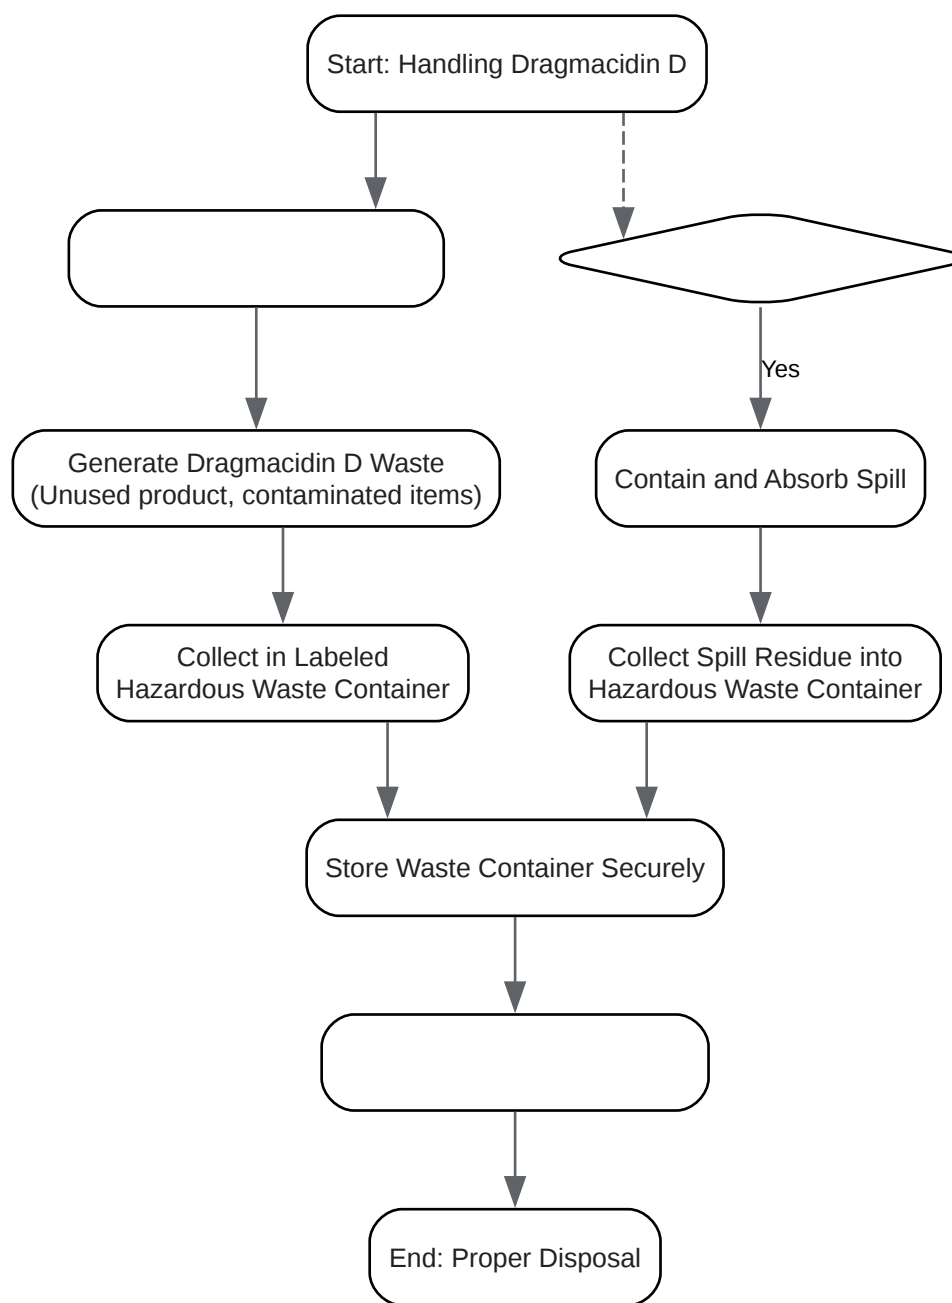 Start: Handling Dragmacidin D
Yes
Generate Dragmacidin D Waste
(Unused product, contaminated items)
Contain and Absorb Spill
Collect in Labeled
Hazardous Waste Container
Collect Spill Residue into
Hazardous Waste Container
Store Waste Container Securely
End: Proper Disposal